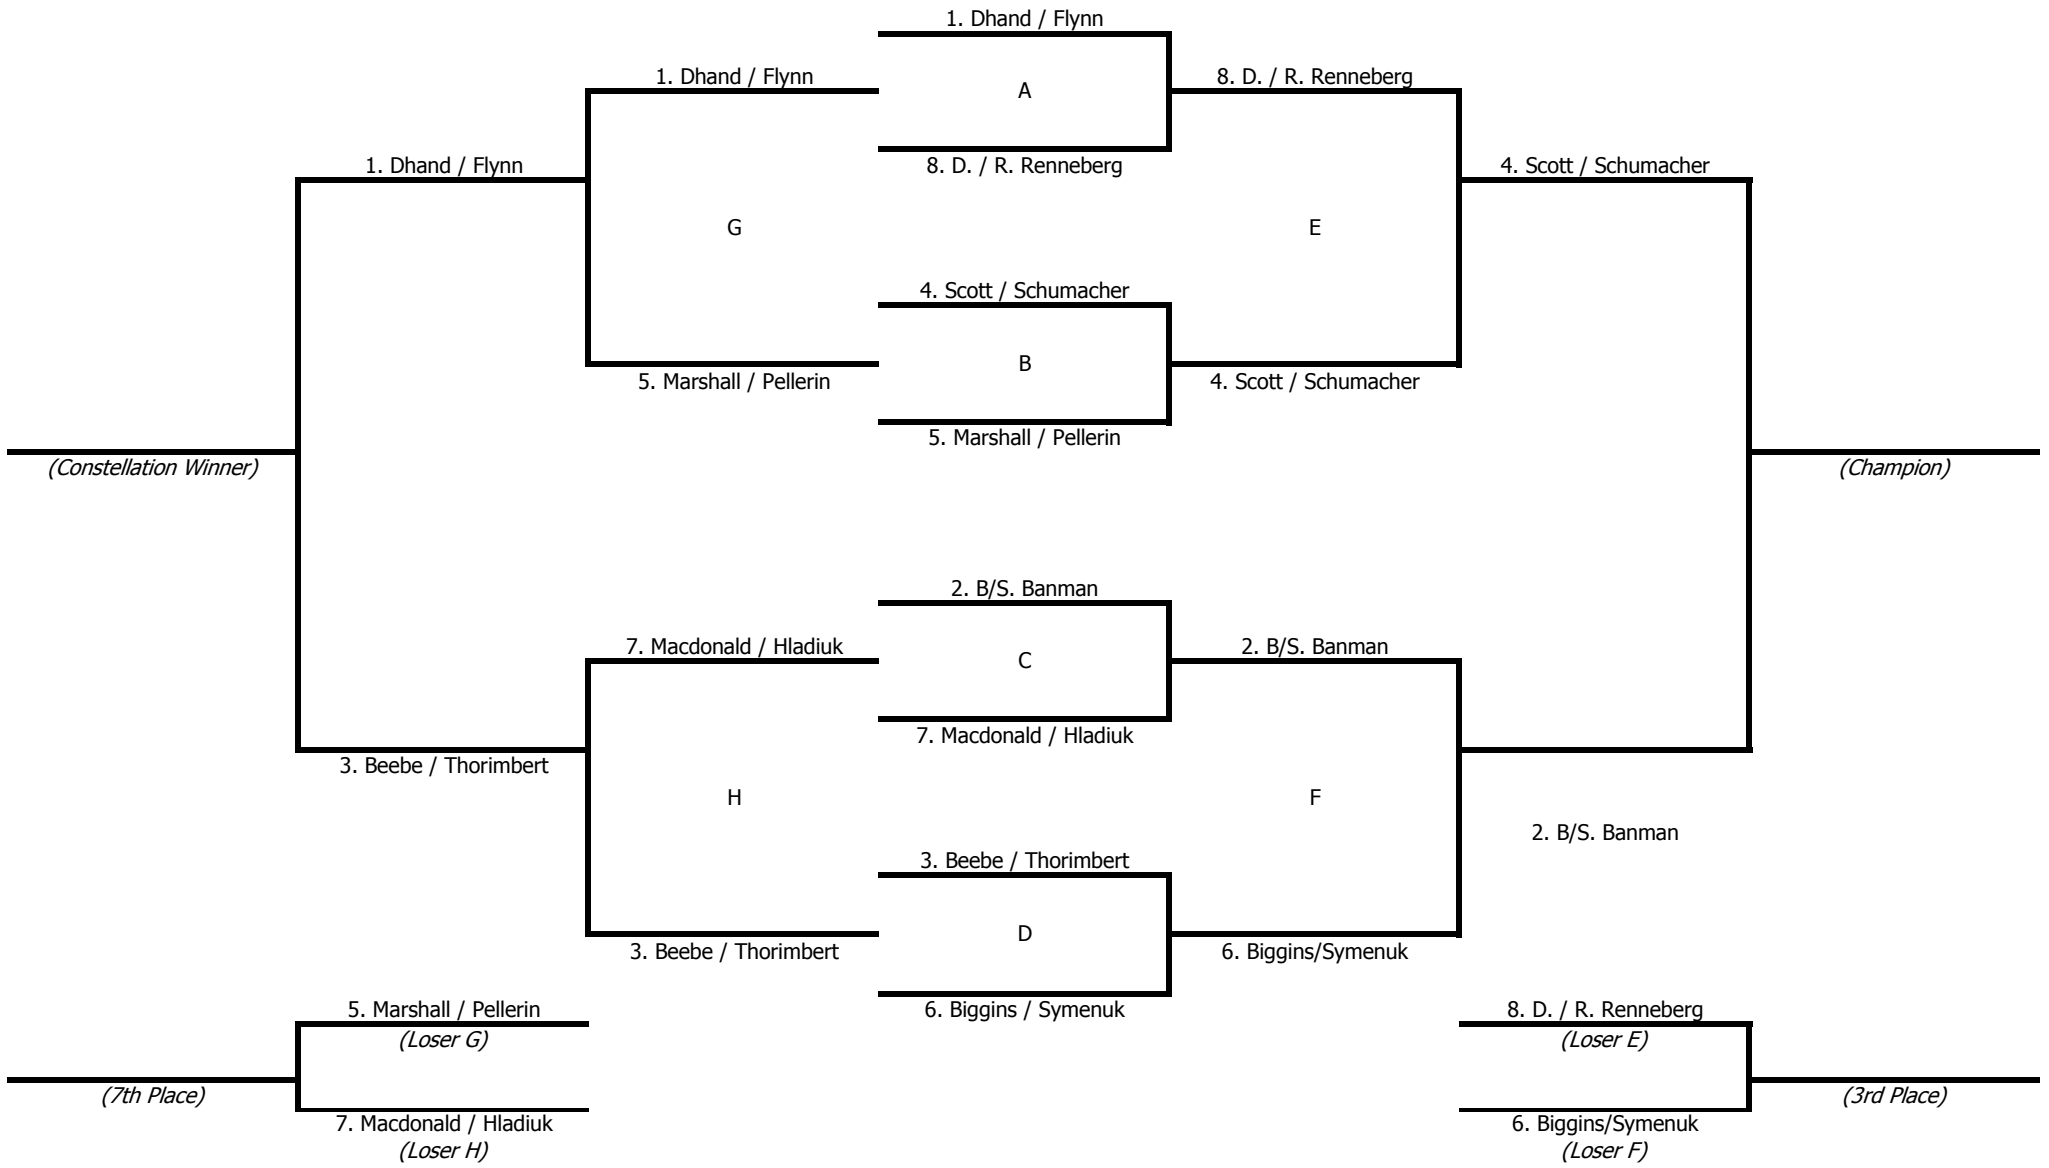 1. Dhand / Flynn
1. Dhand / Flynn
A
8. D. / R. Renneberg
1. Dhand / Flynn
8. D. / R. Renneberg
4. Scott / Schumacher
G
E
4. Scott / Schumacher
B
5. Marshall / Pellerin
4. Scott / Schumacher
5. Marshall / Pellerin
(Constellation Winner)
(Champion)
2. B/S. Banman
7. Macdonald / Hladiuk
C
2. B/S. Banman
7. Macdonald / Hladiuk
3. Beebe / Thorimbert
H
F
2. B/S. Banman
3. Beebe / Thorimbert
D
3. Beebe / Thorimbert
6. Biggins/Symenuk
5. Marshall / Pellerin
6. Biggins / Symenuk
8. D. / R. Renneberg
(Loser G)
(Loser E)
(7th Place)
(3rd Place)
7. Macdonald / Hladiuk
6. Biggins/Symenuk
(Loser H)
(Loser F)